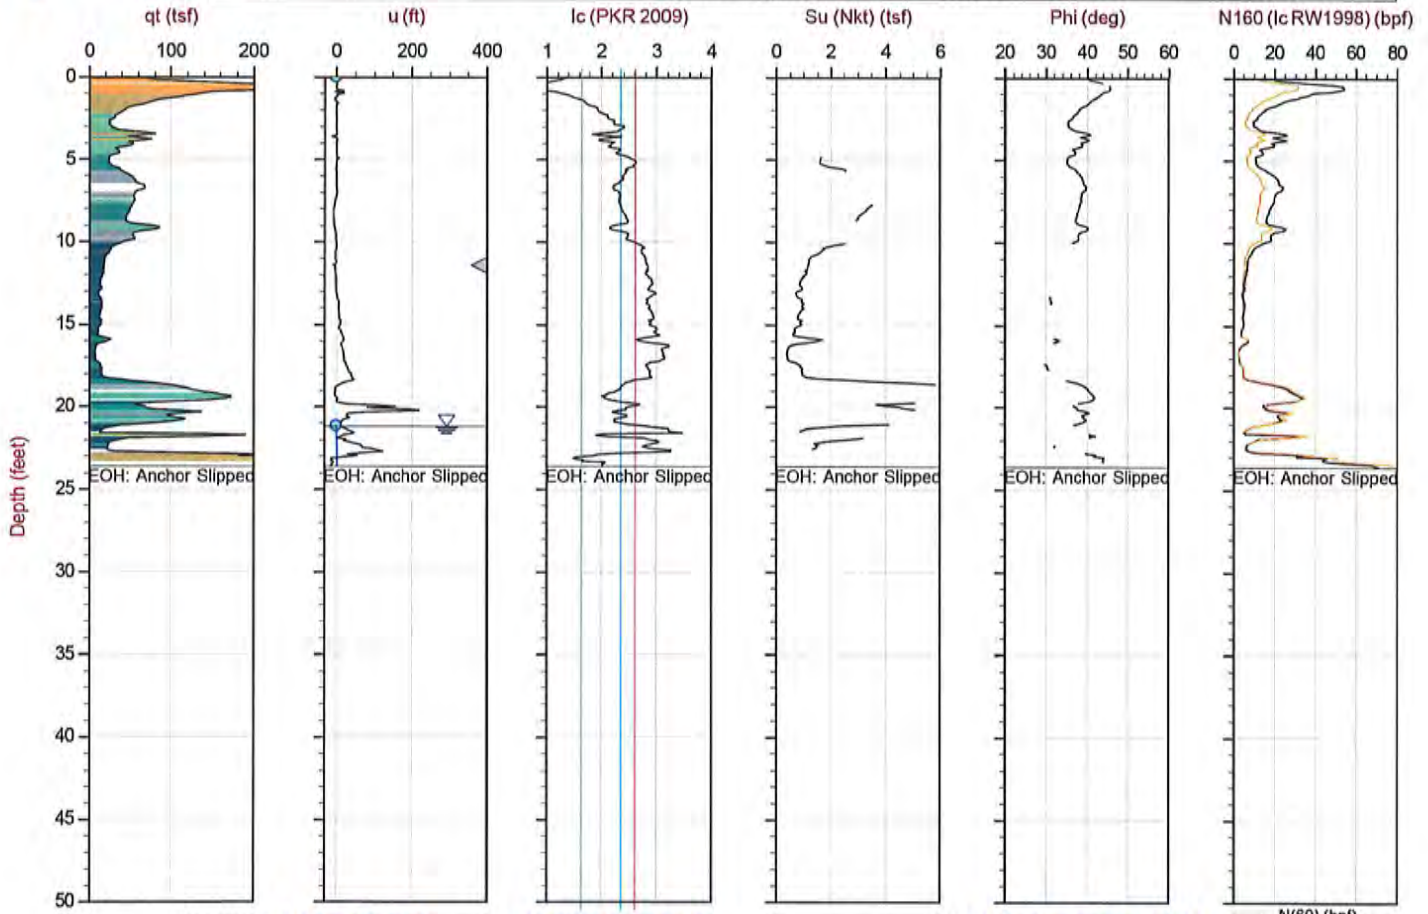 qt (tsf) u (ft) Ic (PKR 2009) Su (Nkt) (tsf) Phi (deg) N160 (Ic RW1998) (bpf)
0 100 200 0 200 400 1 2 3 4 0 2 4 6 20 30 40 50 60 0 20 40 60 80
0
5
10
15
20
EOH: Anchor Slipped EOH: Anchor Slipped EOH: Anchor Slipped EOH: Anchor Slipped EOH: Anchor Slipped EOH: Anchor Slipped
25
Depth (feet)
30
35
40
45
50
N(60) (bpf)